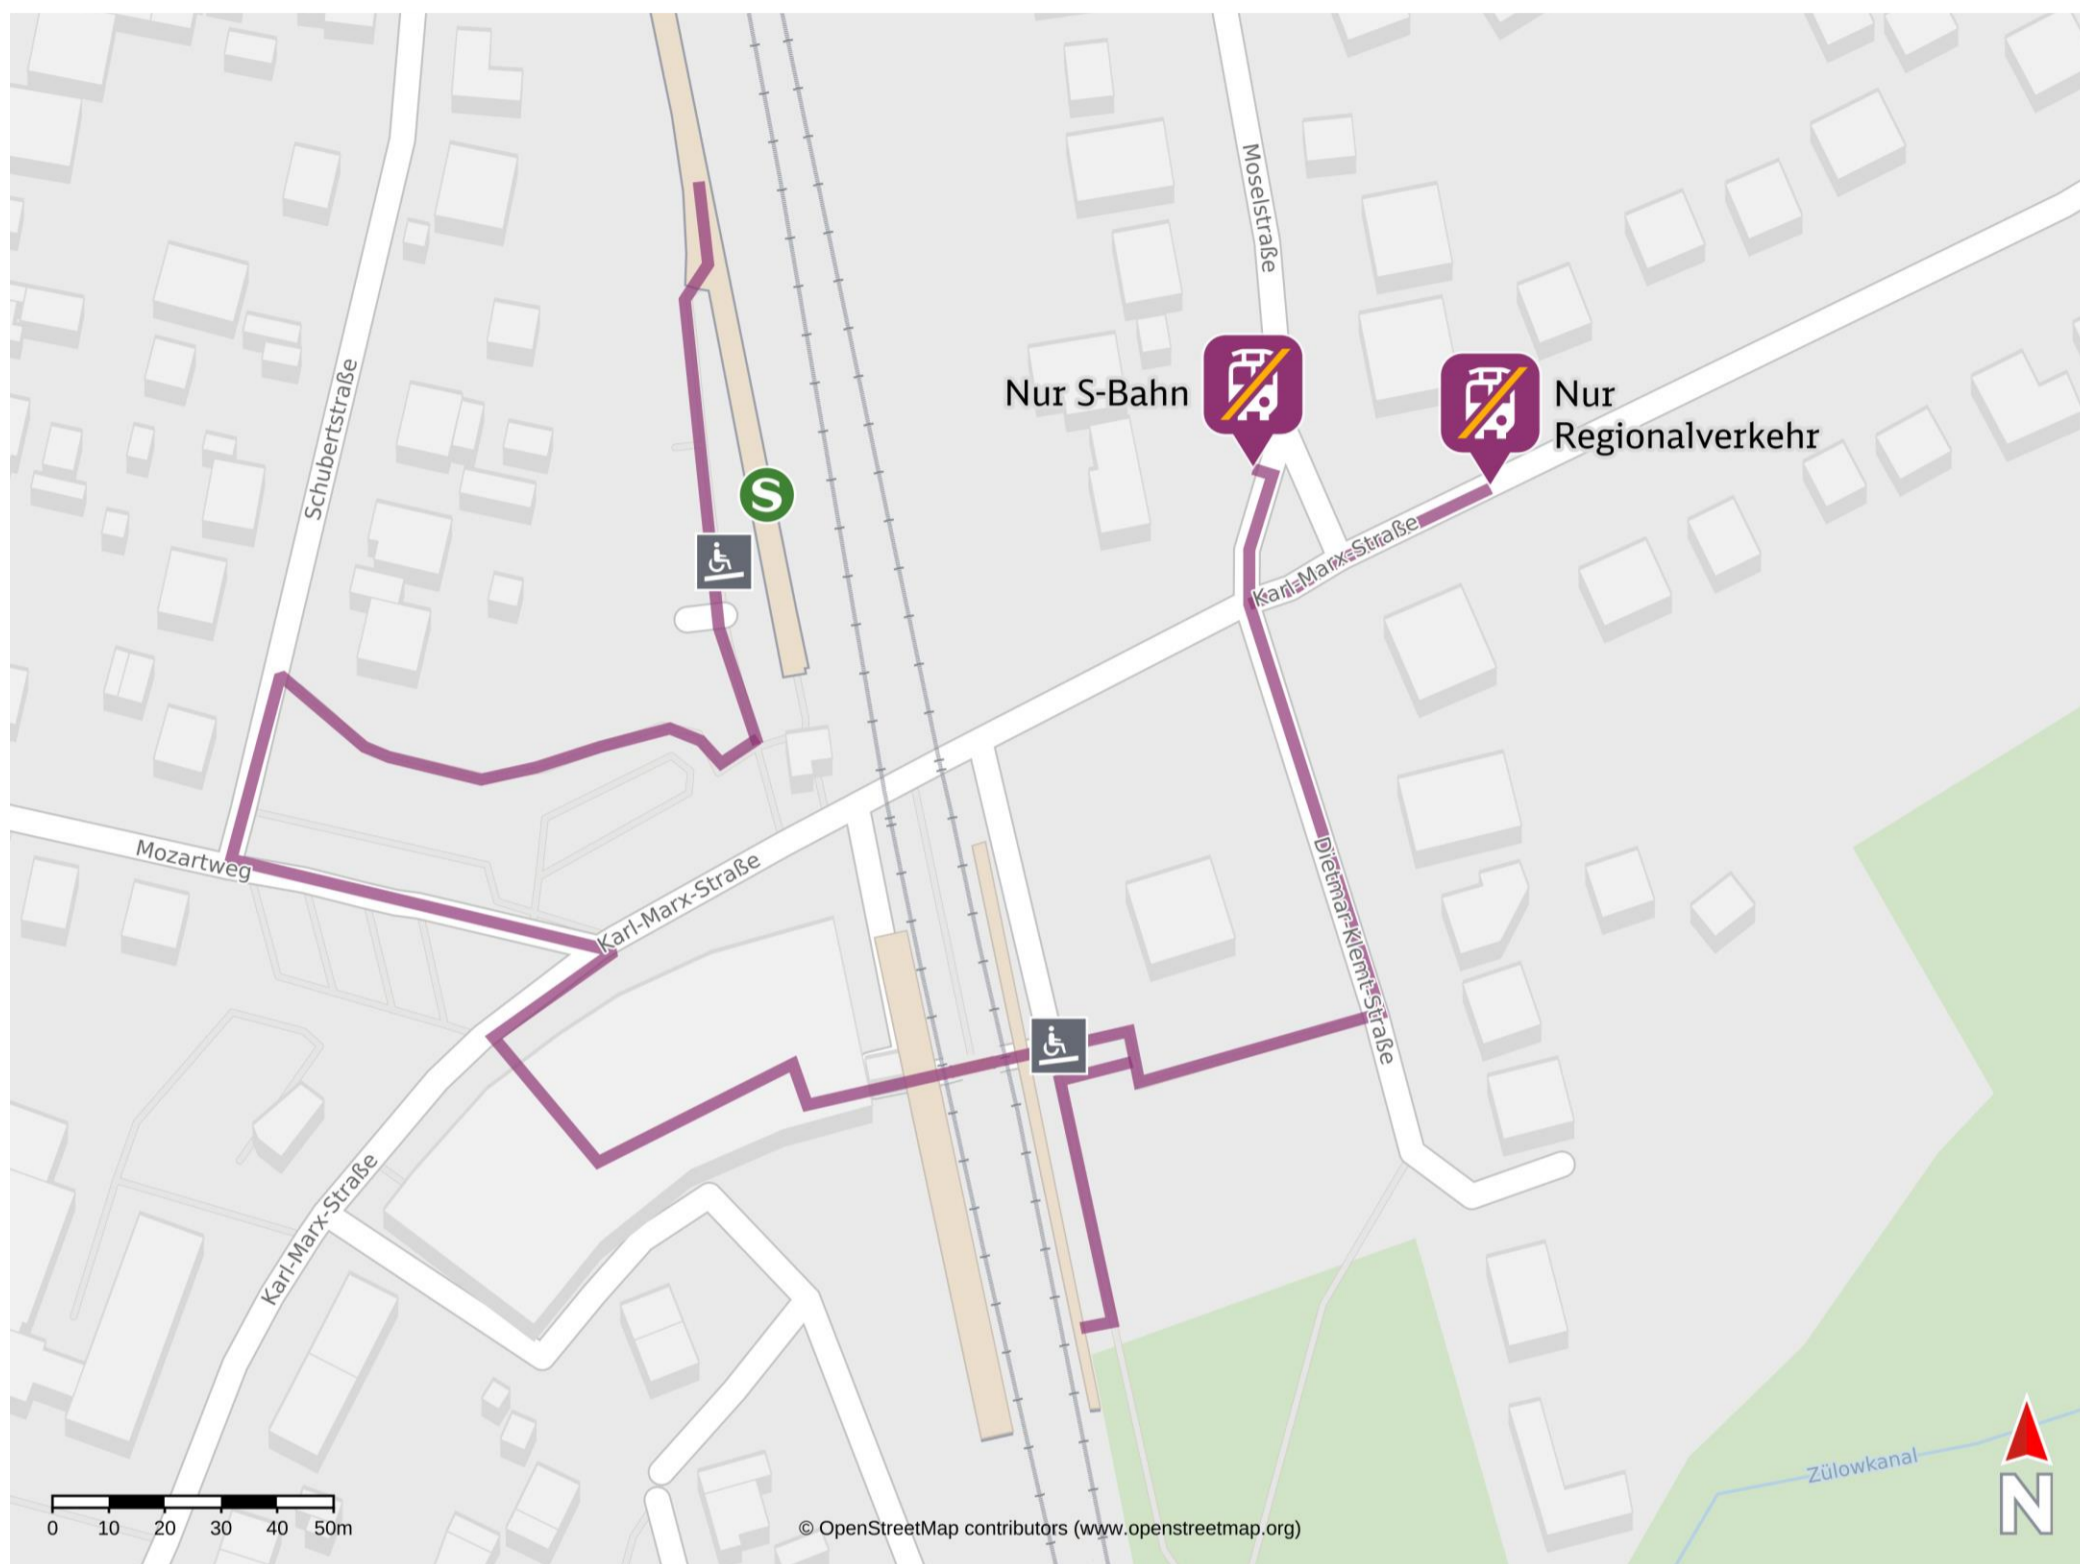 Moselstraße
Nur S-Bahn
Nur
Regionalverkehr
Schubertstraße
S
Karl-Marx-Straße
Mozartweg
Karl-Marx-Straße
Dietmar-Klemt-Straße
Karl-Marx-Straße
Zülowkanal
N
0 10 20 30 40 50m
© OpenStreetMap contributors (www.openstreetmap.org)